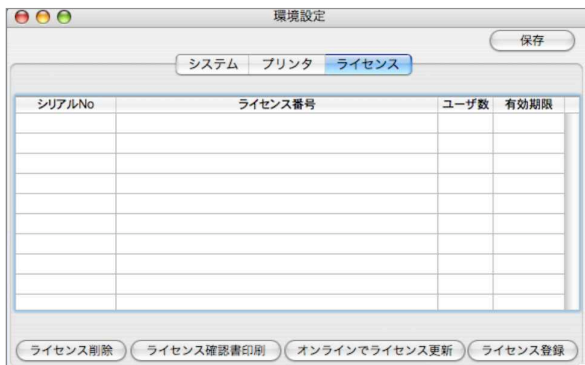 環境設定
保存
システム プリンタ ライセンス
シリアルNo ライセンス番号 ユーザ数 有効期限
ライセンス削除 ライセンス確認書印刷 オンラインでライセンス更新 ライセンス登録